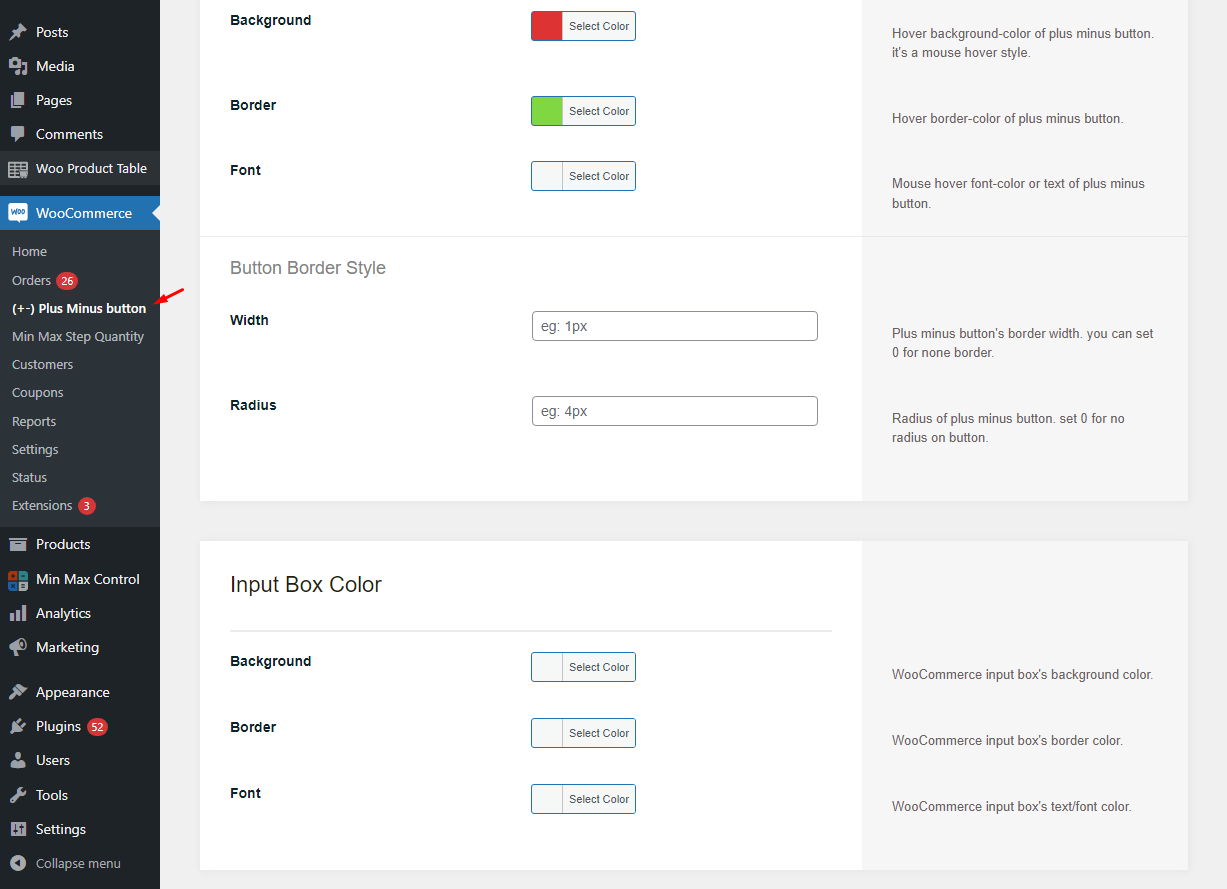 Posts
Media
Pages
Comments
Woo Product Table
WOO
WooCommerce
Home
Orders 26
(+-) Plus Minus button
Min Max Step Quantity
Customers
Coupons
Reports
Settings
Status
Extensions 3
Products
Min Max Control
Analytics
Marketing
Appearance
Plugins 52
Users
Tools
Settings
Collapse menu
Background
Select Color
Hover background-color of plus minus button.
it's a mouse hover style.
Border
Select Color
Hover border-color of plus minus button.
Font
Select Color
Mouse hover font-color or text of plus minus
button.
Button Border Style
Width
eg: 1px
Plus minus button's border width. you can set
0 for none border.
Radius
eg: 4px
Radius of plus minus button. set 0 for no
radius on button.
Input Box Color
Background
Select Color
WooCommerce input box's background color.
Border
Select Color
WooCommerce input box's border color.
Font
Select Color
WooCommerce input box's text/font color.